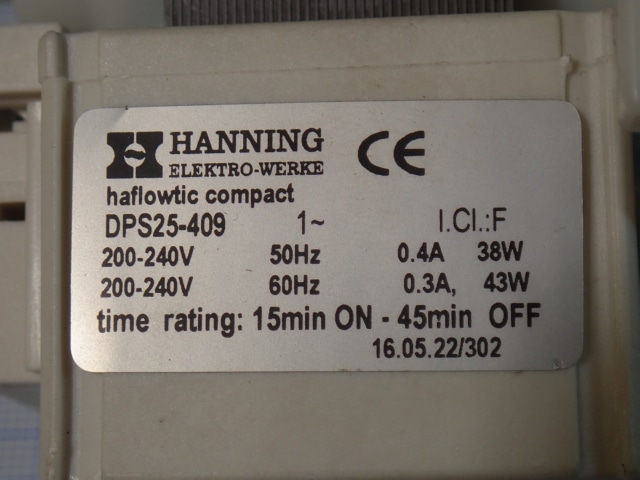 HANNING
ELEKTRO-WERKE
CE
haflowtic compact
DPS25-409 1~ I.Cl.:F
200-240V 50Hz 0.4A 38W
200-240V 60Hz 0.3A, 43W
time rating: 15min ON - 45min OFF
16.05.22/302